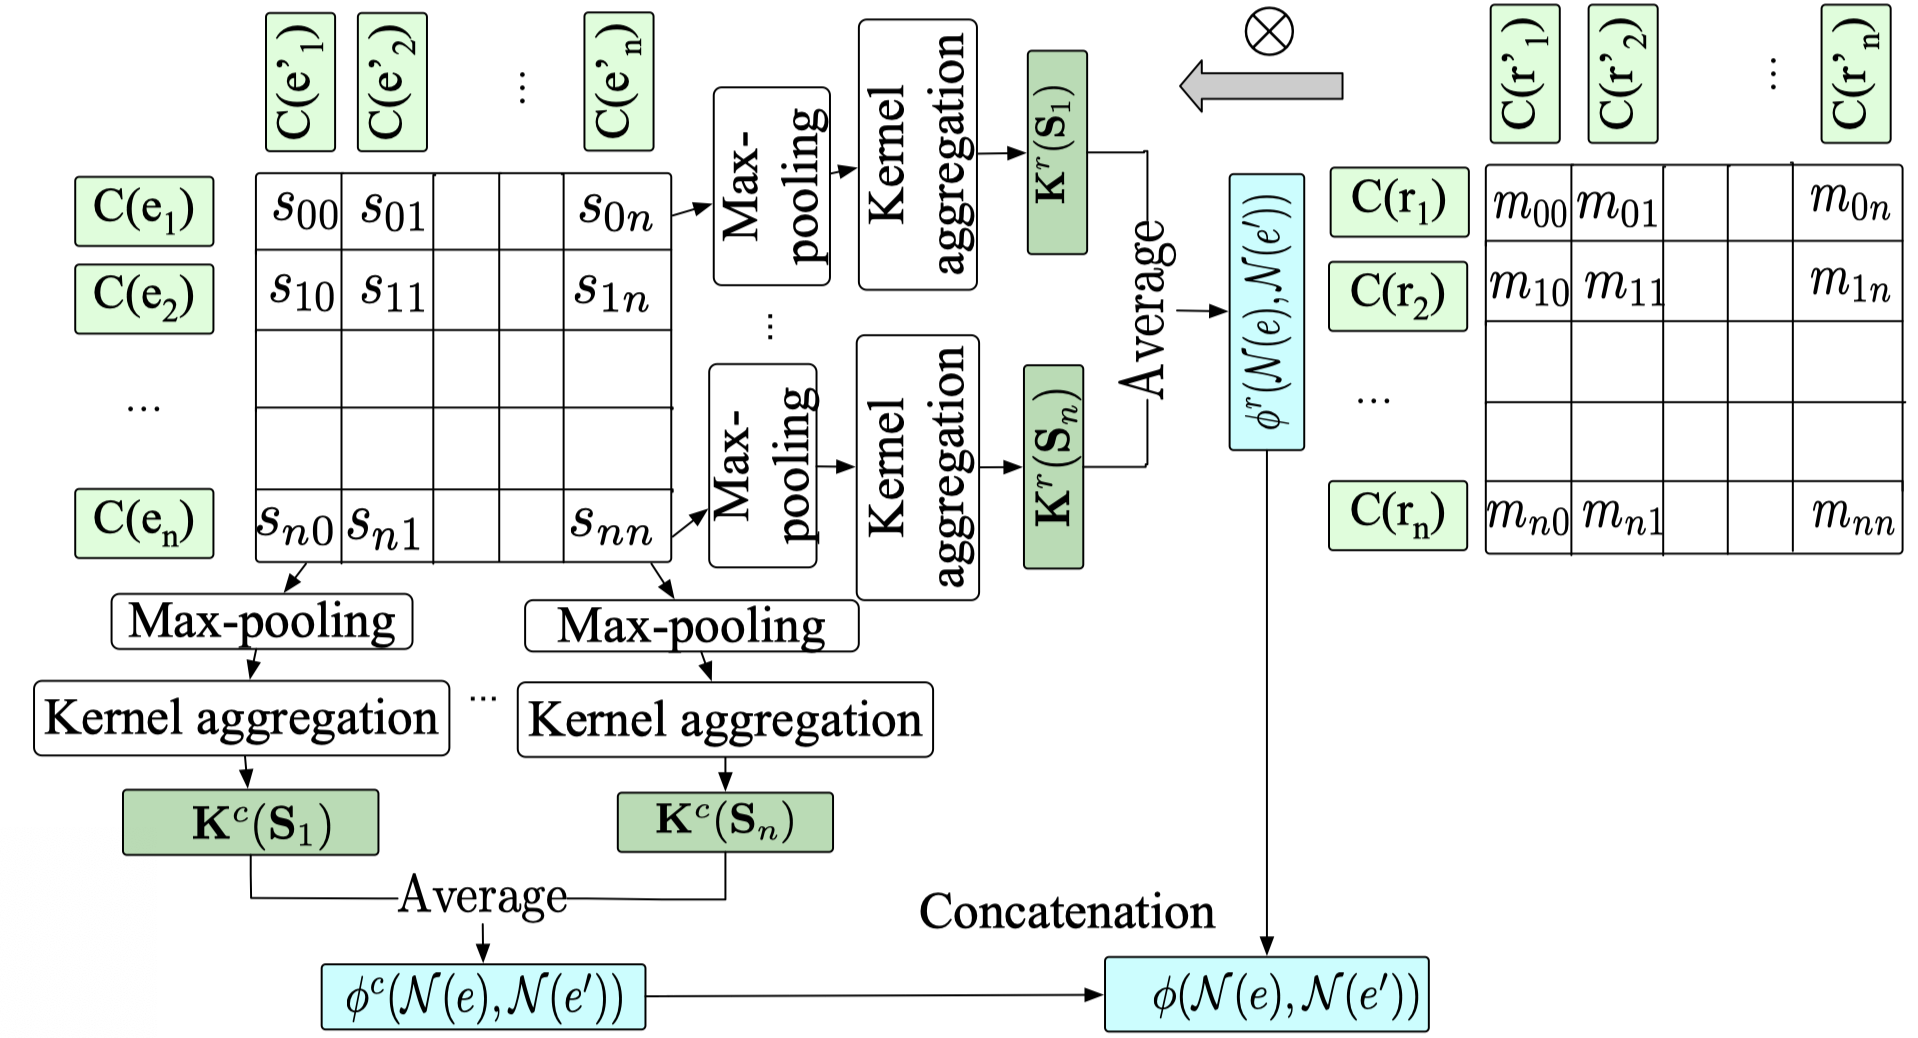 C(e'1) C(e'2) ... C(e'n)
C(e1)
C(e2)
...
C(en)
s00 s01 s0n
s10 s11 s1n
sn0 sn1 snn
Max-
pooling
Kernel
aggregation
K^r(S1)
...
Max-
pooling
Kernel
aggregation
K^r(Sn)
Average
ϕ^r(N(e),N(e′))
⊗
C(r'1) C(r'2) ... C(r'n)
C(r1)
C(r2)
...
C(rn)
m00 m01 m0n
m10 m11 m1n
mn0 mn1 mnn
Max-pooling
Kernel aggregation
K^c(S1)
...
Max-pooling
Kernel aggregation
K^c(Sn)
Average
ϕ^c(N(e),N(e′))
Concatenation
ϕ(N(e),N(e′))